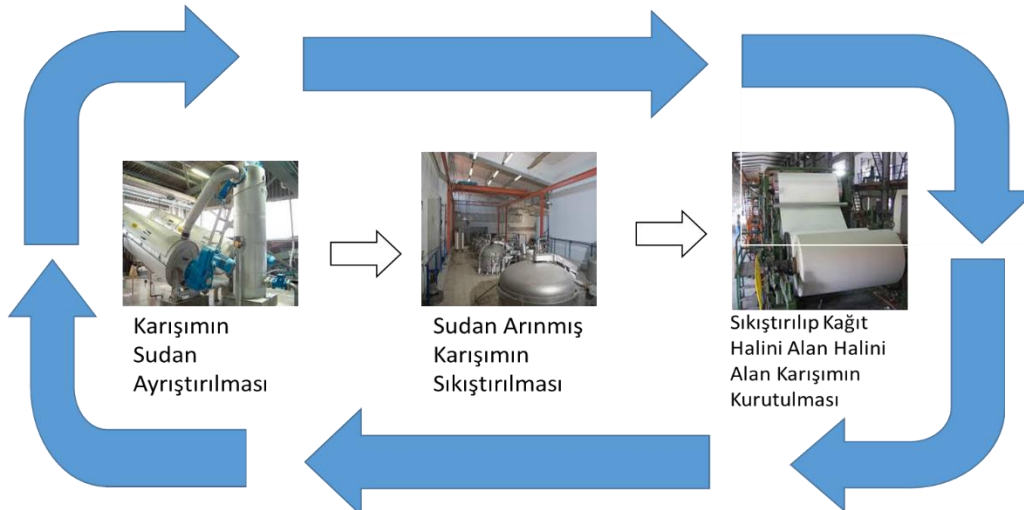 Karışımın
Sudan
Ayrıştırılması
Sudan Arınmış
Karışımın
Sıkıştırılması
Sıkıştırılıp Kağıt
Halini Alan Halini
Alan Karışımın
Kurutulması